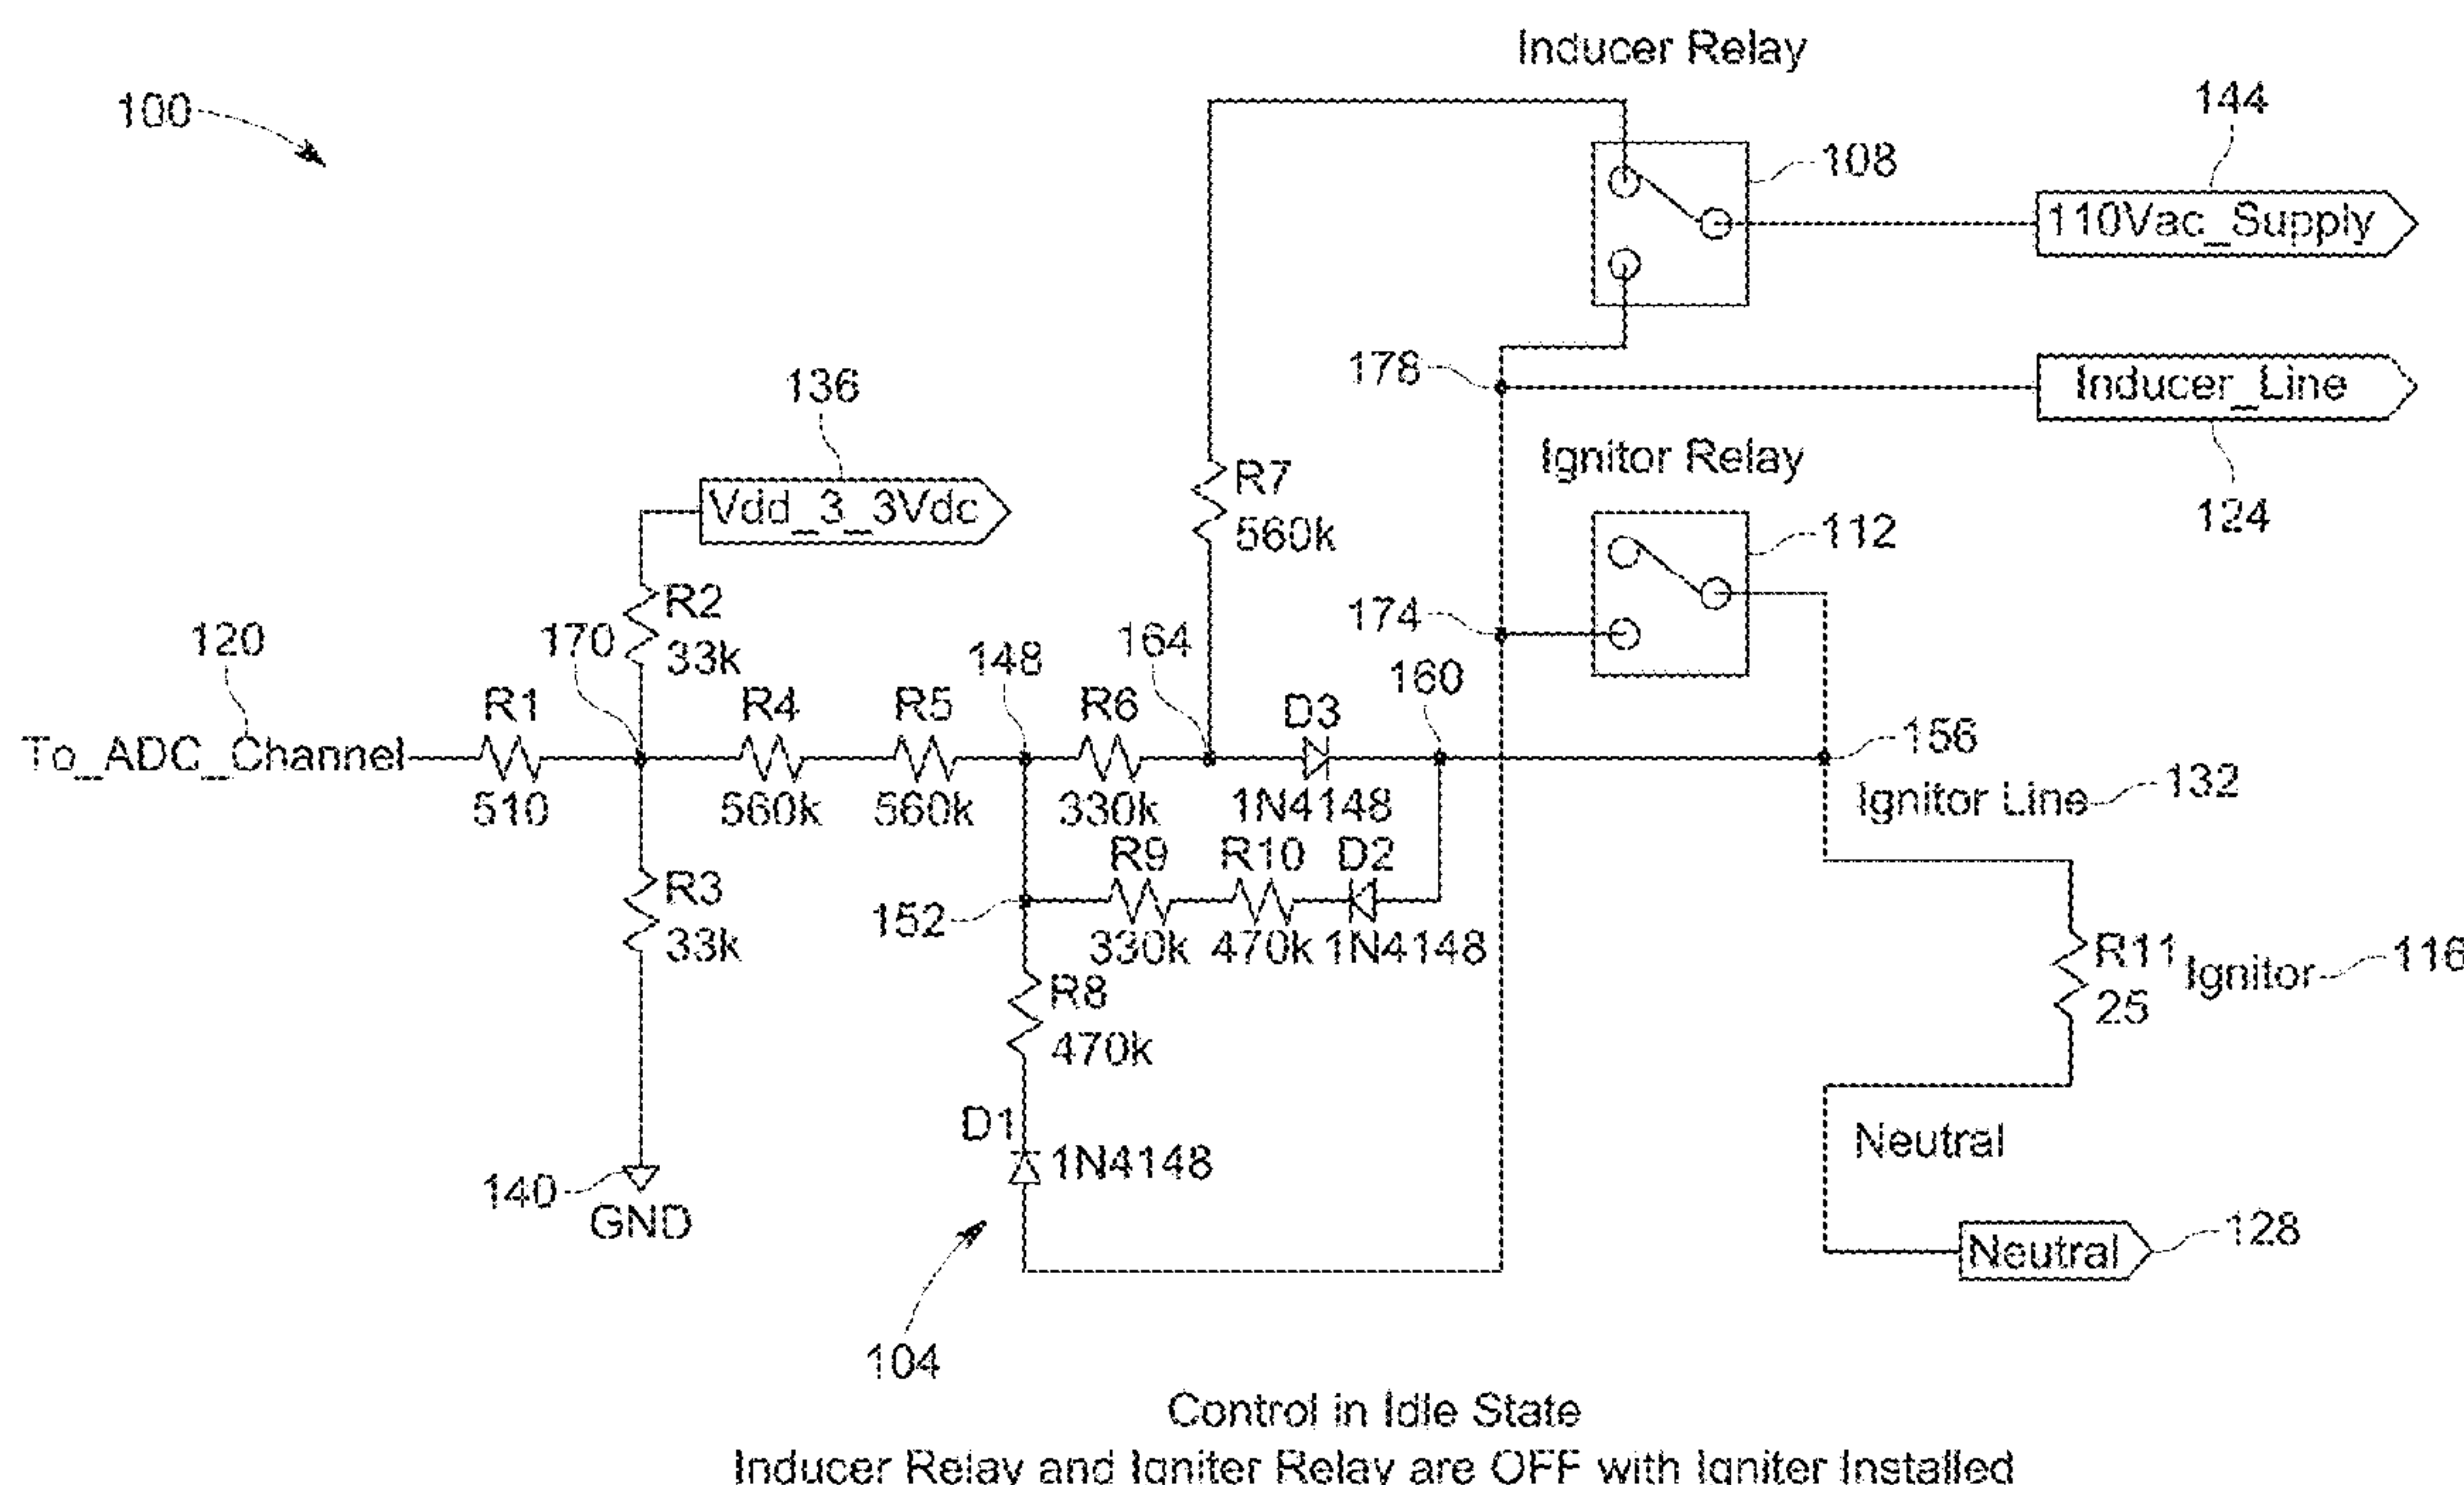 Inducer Relay
100
144
108
110Vac_Supply
178
Inducer_Line
136
Ignitor Relay
124
Vdd_3_3Vdc
R7
560k
112
R2
33k
174
120
170
148
164
160
To_ADC_Channel
R1
510
R4
560k
R5
560k
R6
330k
D3
1N4148
156
Ignitor Line
132
R9
330k
R10
470k
D2
1N4148
R3
33k
152
R11
25
Ignitor
116
R8
470k
D1
1N4148
Neutral
140
GND
Neutral
128
104
Control in Idle State
Inducer Relay and Igniter Relay are OFF with Igniter Installed